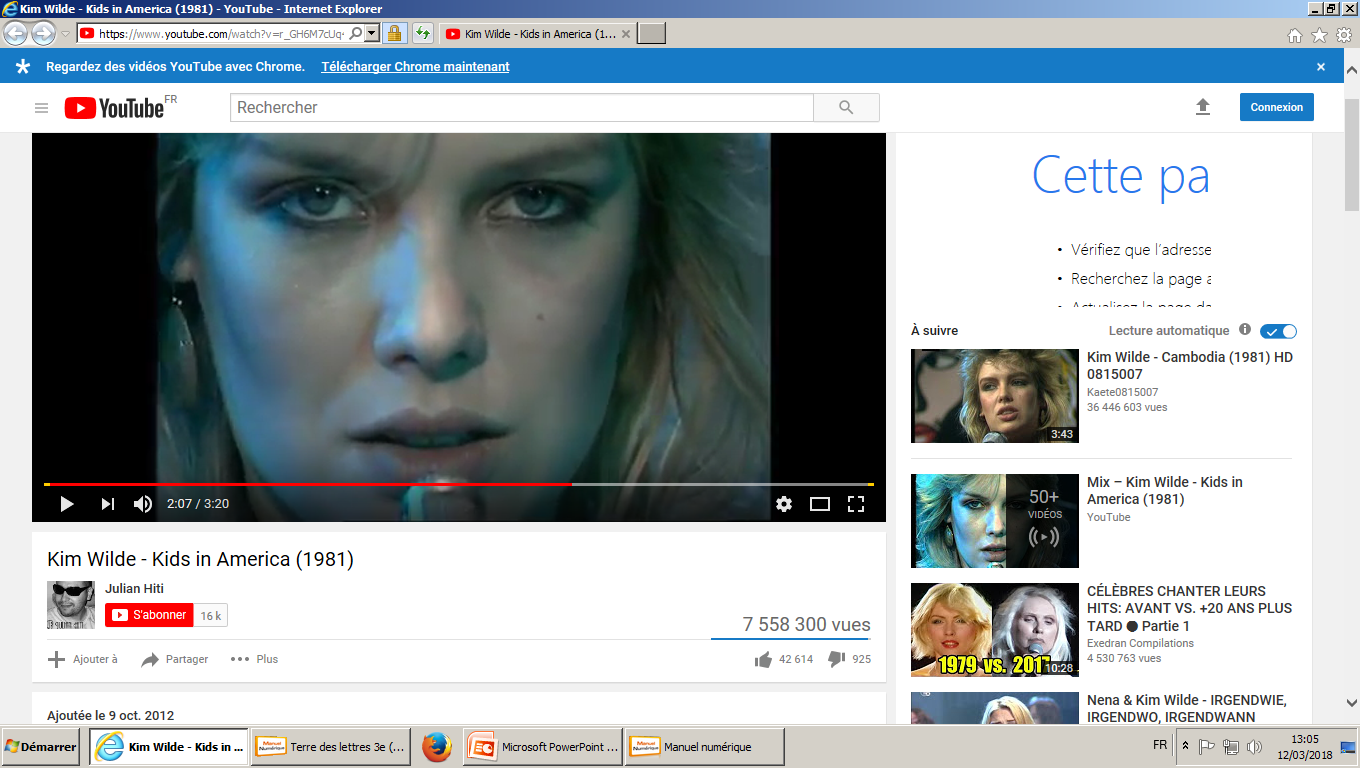 Kim Wilde - Kids in America (1981) - YouTube - Internet Explorer
https://www.youtube.com/watch?v=r_GH6M7cUq
Kim Wilde - Kids in America (1...
Regardez des vidéos YouTube avec Chrome. Télécharger Chrome maintenant
YouTube FR
Rechercher
Connexion
Cette pa
• Vérifiez que l'adresse
• Recherchez la page a
• Actualisez la page da
À suivre
Lecture automatique
Kim Wilde - Cambodia (1981) HD
0815007
Kaete0815007
36 446 603 vues
3:43
Mix – Kim Wilde - Kids in
America (1981)
YouTube
50+
VIDÉOS
CÉLÈBRES CHANTER LEURS
HITS: AVANT VS. +20 ANS PLUS
TARD ● Partie 1
Exedran Compilations
4 530 763 vues
1979 vs. 201
10:28
Nena & Kim Wilde - IRGENDWIE,
IRGENDWO, IRGENDWANN
2:07 / 3:20
Kim Wilde - Kids in America (1981)
Julian Hiti
S'abonner 16 k
7 558 300 vues
Ajouter à
Partager
Plus
42 614
925
Ajoutée le 9 oct. 2012
Démarrer
Kim Wilde - Kids in ...
Terre des lettres 3e (...
Microsoft PowerPoint ...
Manuel numérique
FR
13:05
12/03/2018